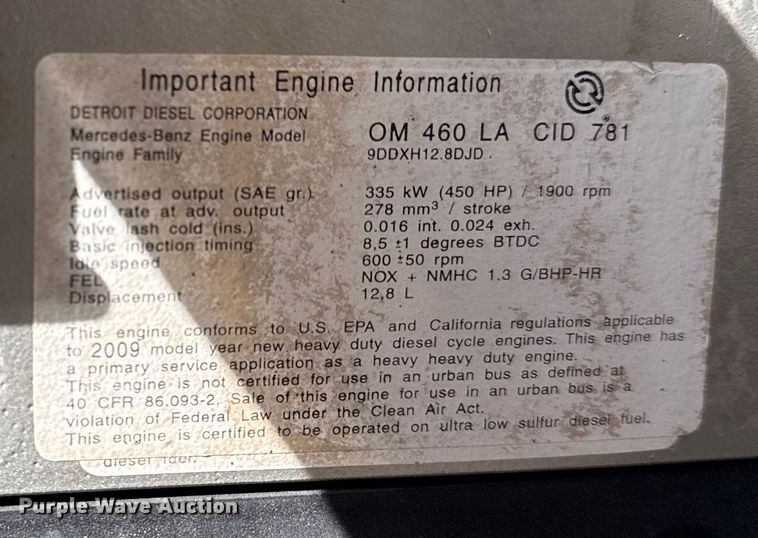 Important Engine Information
DETROIT DIESEL CORPORATION
Mercedes-Benz Engine Model OM 460 LA CID 781
Engine Family 9DDXH12.8DJD
Advertised output (SAE gr.) 335 kW (450 HP) / 1900 rpm
Fuel rate at adv. output 278 mm³ / stroke
Valve lash cold (ins.) 0.016 int. 0.024 exh.
Basic injection timing 8,5 ±1 degrees BTDC
Idle speed 600 ±50 rpm
FEL NOX + NMHC 1.3 G/BHP-HR
Displacement 12,8 L
This engine conforms to U.S. EPA and California regulations applicable
to 2009 model year new heavy duty diesel cycle engines. This engine has
a primary service application as a heavy heavy duty engine.
This engine is not certified for use in an urban bus as defined at
40 CFR 86.093-2. Sale of this engine for use in an urban bus is a
violation of Federal Law under the Clean Air Act.
This engine is certified to be operated on ultra low sulfur diesel fuel.
diesel fuel.
Purple Wave Auction